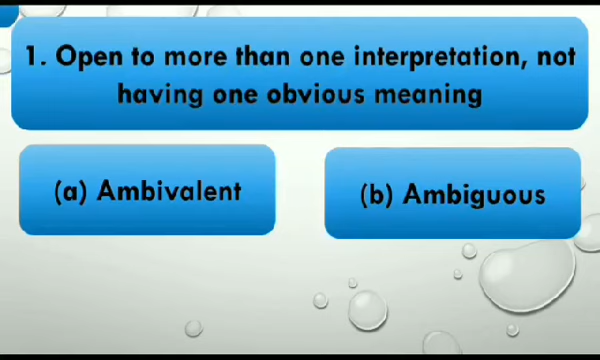 1. Open to more than one interpretation, not
having one obvious meaning
(a) Ambivalent
(b) Ambiguous